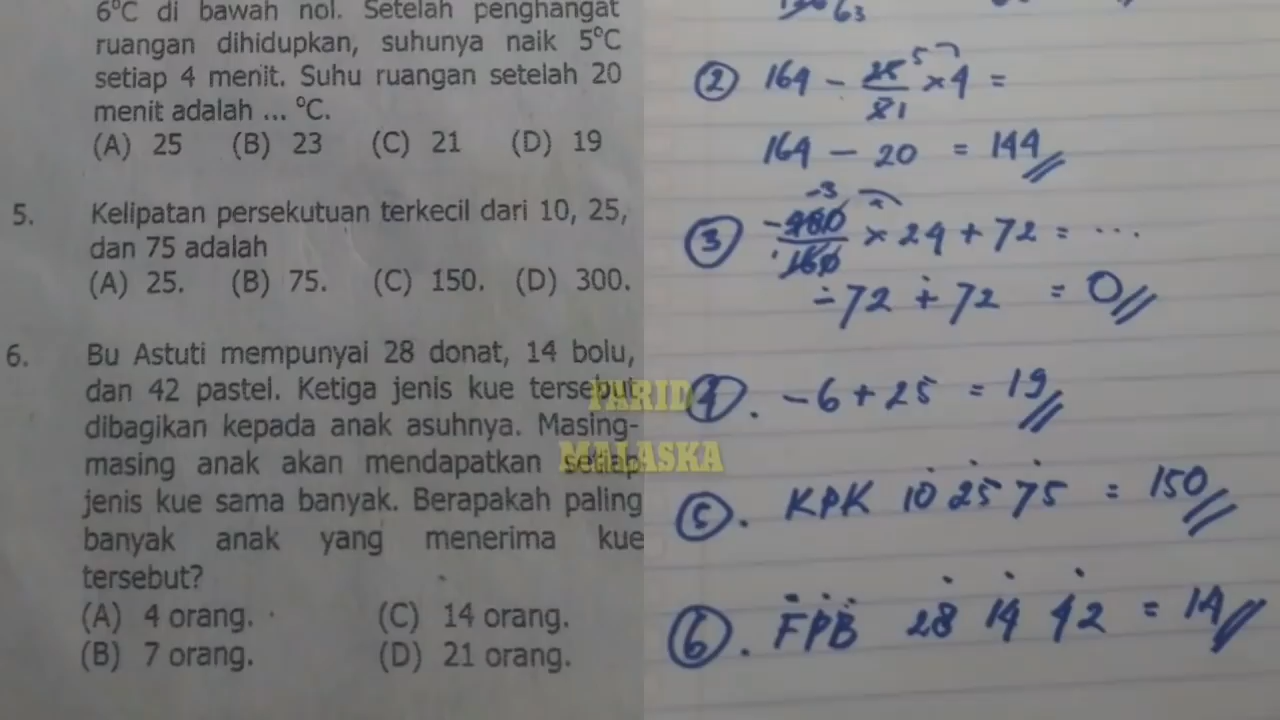 6°C di bawah nol. Setelah penghangat
ruangan dihidupkan, suhunya naik 5°C
setiap 4 menit. Suhu ruangan setelah 20
menit adalah ... °C.
(A) 25 (B) 23 (C) 21 (D) 19
5. Kelipatan persekutuan terkecil dari 10, 25,
dan 75 adalah
(A) 25. (B) 75. (C) 150. (D) 300.
6. Bu Astuti mempunyai 28 donat, 14 bolu,
dan 42 pastel. Ketiga jenis kue tersebut
dibagikan kepada anak asuhnya. Masing-
masing anak akan mendapatkan setiap
jenis kue sama banyak. Berapakah paling
banyak anak yang menerima kue
tersebut?
(A) 4 orang. (C) 14 orang.
(B) 7 orang. (D) 21 orang.
FARID
MALASKA
63
2 164 - 5 × 4 =
164 - 20 = 144
3 -3
× 24 + 72 = ...
-72 + 72 = 0
4. -6 + 25 = 19
5. KPK 10 25 75 = 150
6. FPB 28 14 42 = 14